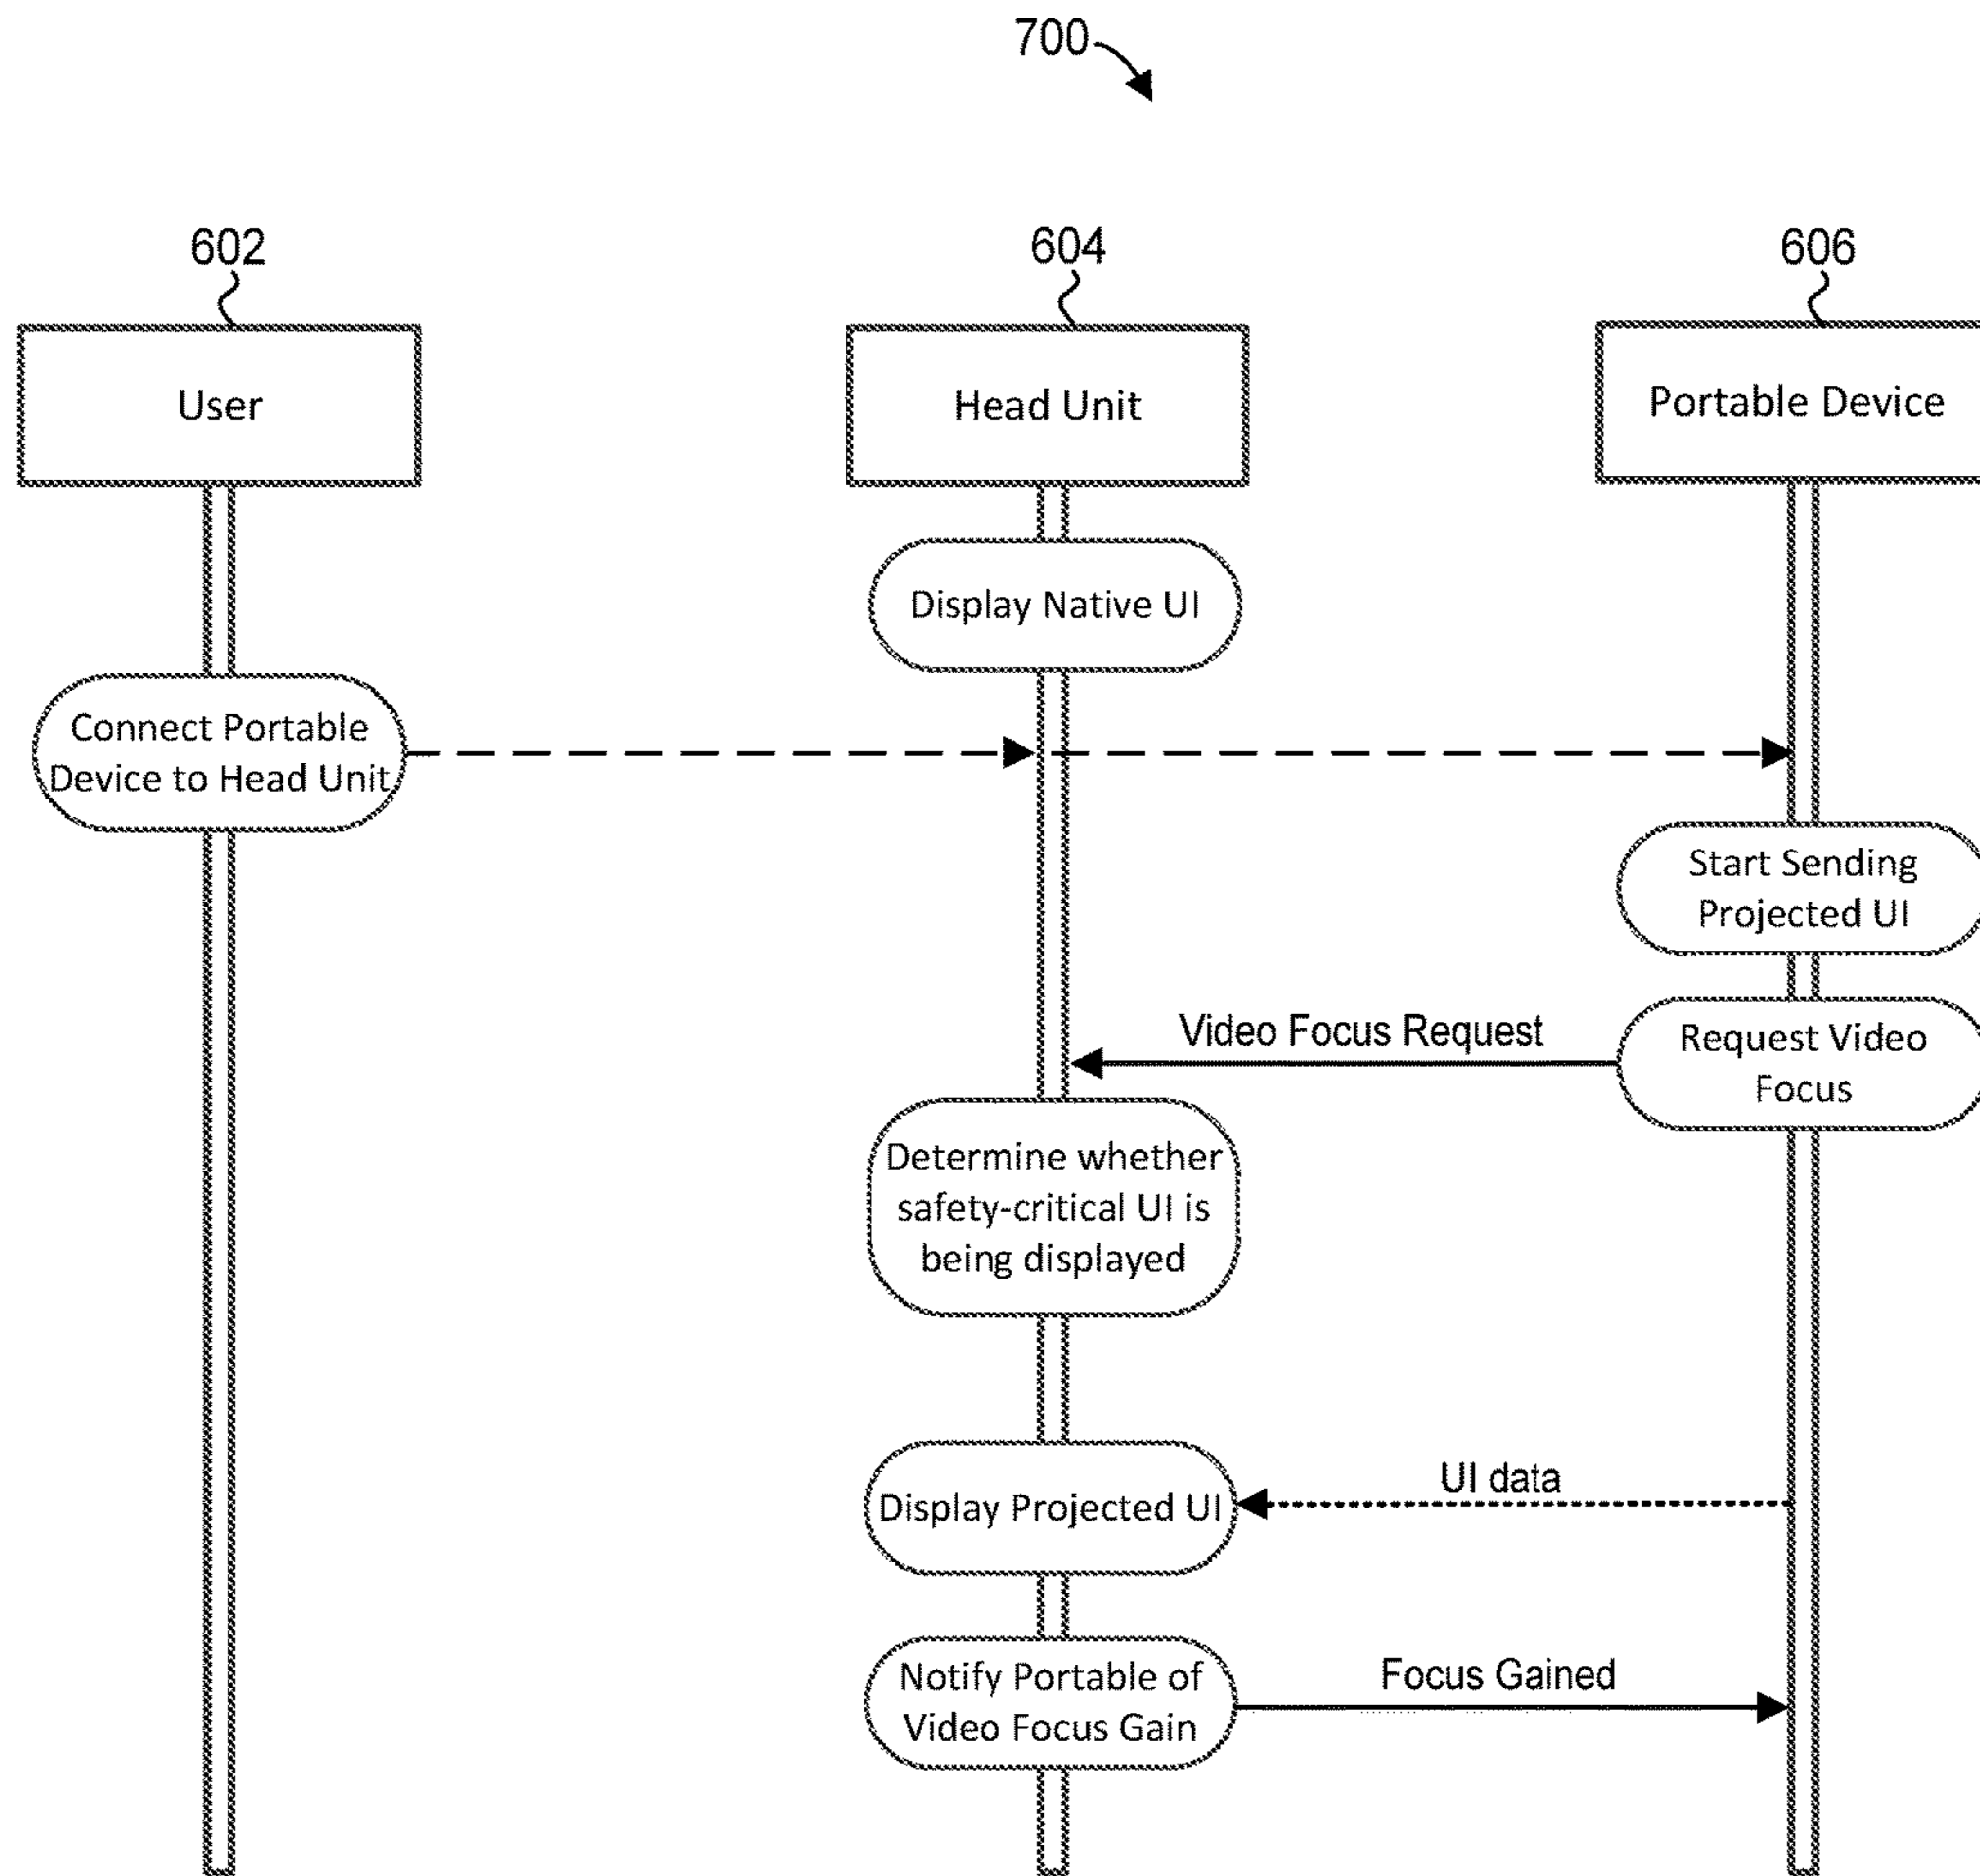 700
602
604
606
User
Head Unit
Portable Device
Display Native UI
Connect Portable
Device to Head Unit
Start Sending
Projected UI
Video Focus Request
Request Video
Focus
Determine whether
safety-critical UI is
being displayed
UI data
Display Projected UI
Notify Portable of
Video Focus Gain
Focus Gained